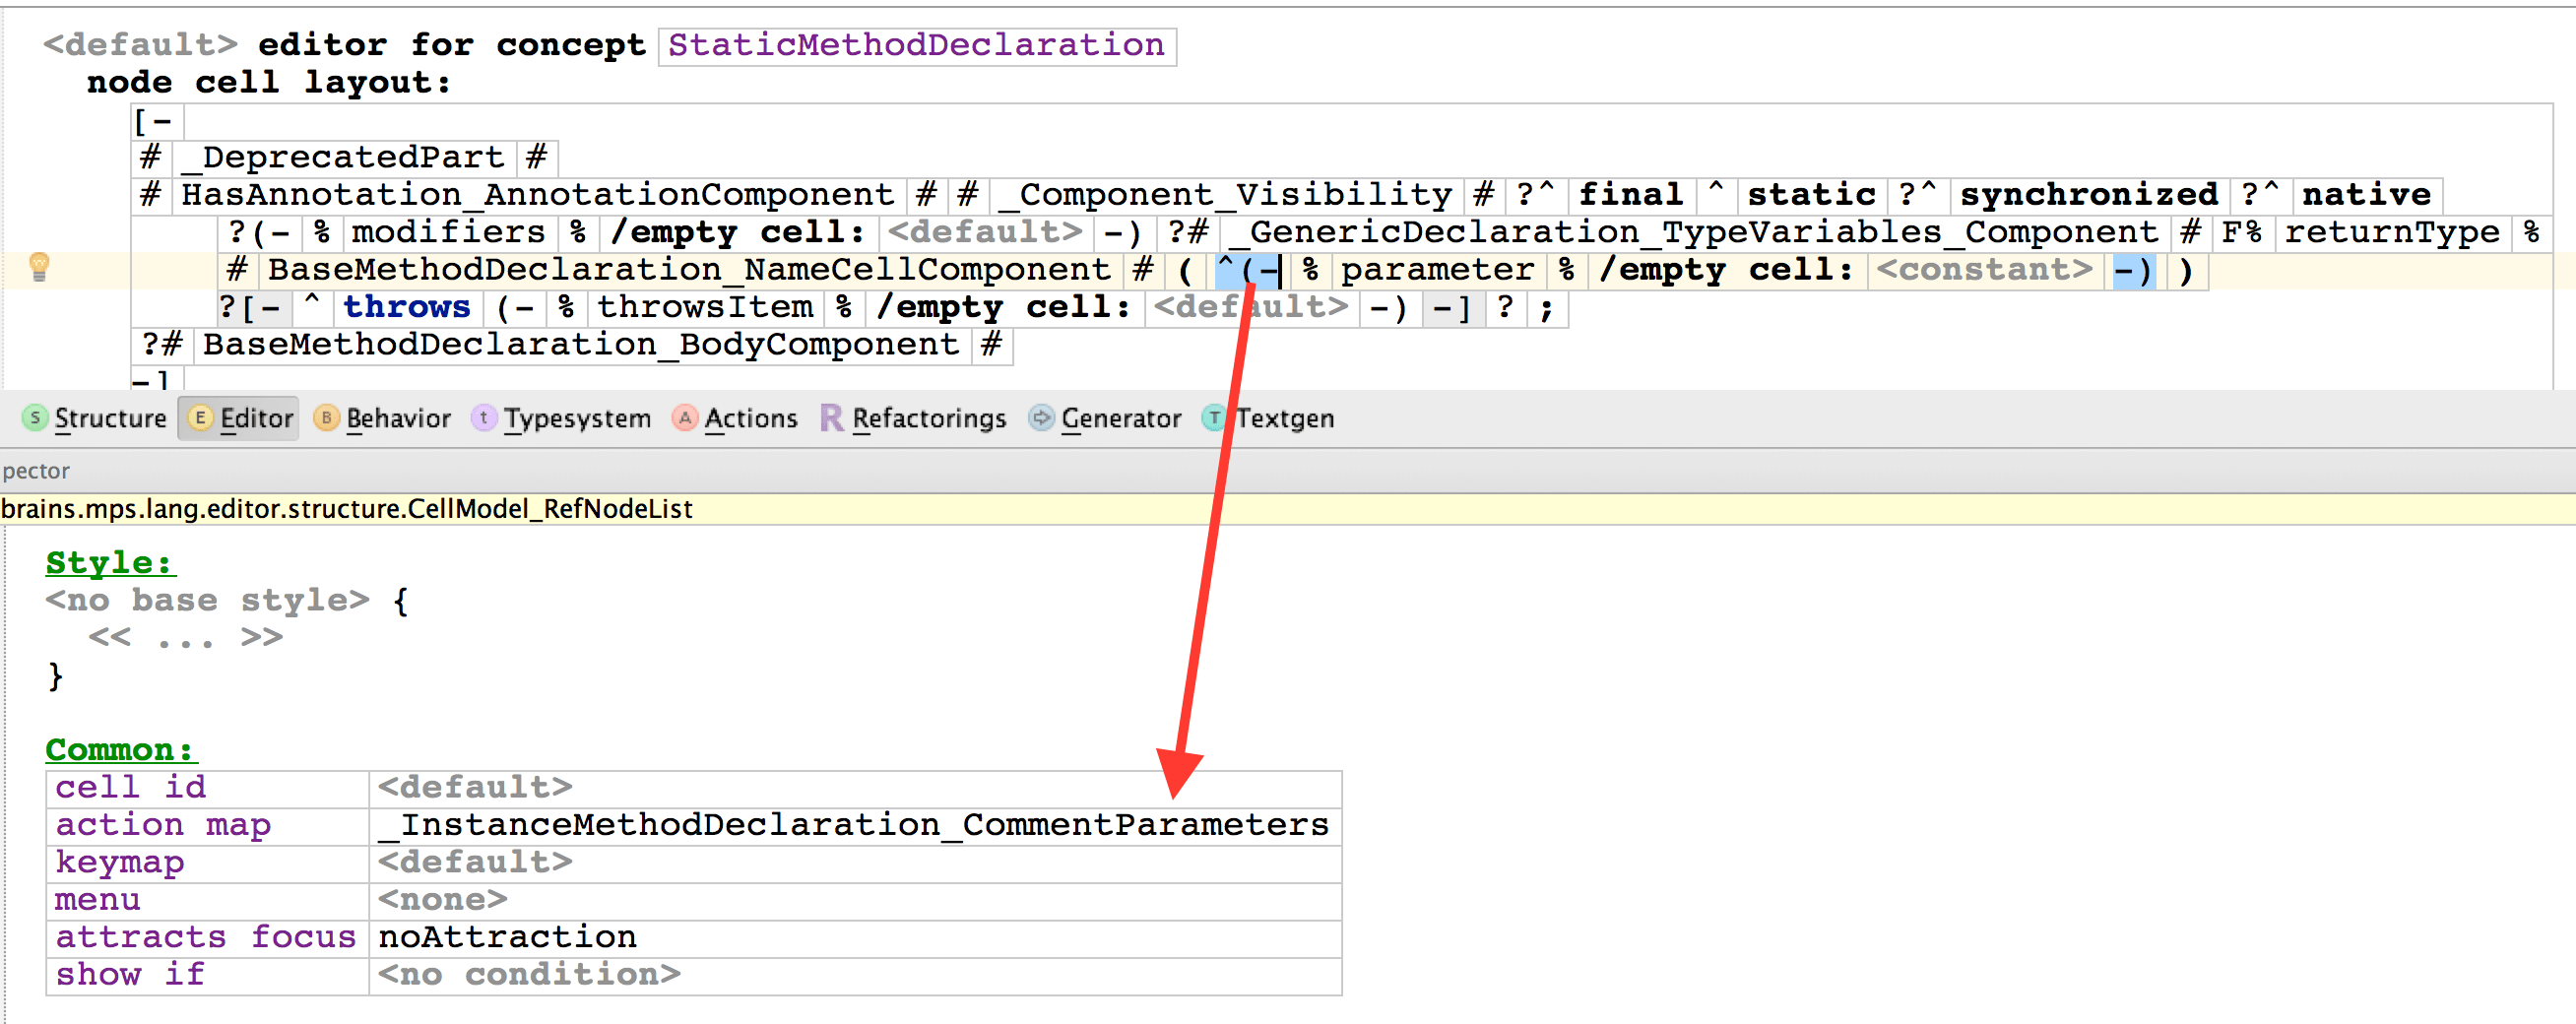 <default> editor for concept StaticMethodDeclaration
node cell layout:
[-
# _DeprecatedPart #
# HasAnnotation_AnnotationComponent # # _Component_Visibility # ?^ final ^ static ?^ synchronized ?^ native
?(- % modifiers % /empty cell: <default> -) ?# _GenericDeclaration_TypeVariables_Component # F% returnType %
# BaseMethodDeclaration_NameCellComponent # ( ^(- % parameter % /empty cell: <constant> -) )
?[- ^ throws (- % throwsItem % /empty cell: <default> -) -] ? ;
?# BaseMethodDeclaration_BodyComponent #
-]
S Structure E Editor B Behavior t Typesystem A Actions R Refactorings Generator T Textgen
pector
brains.mps.lang.editor.structure.CellModel_RefNodeList
Style:
<no base style> {
<< ... >>
}
Common:
cell id <default>
action map _InstanceMethodDeclaration_CommentParameters
keymap <default>
menu <none>
attracts focus noAttraction
show if <no condition>